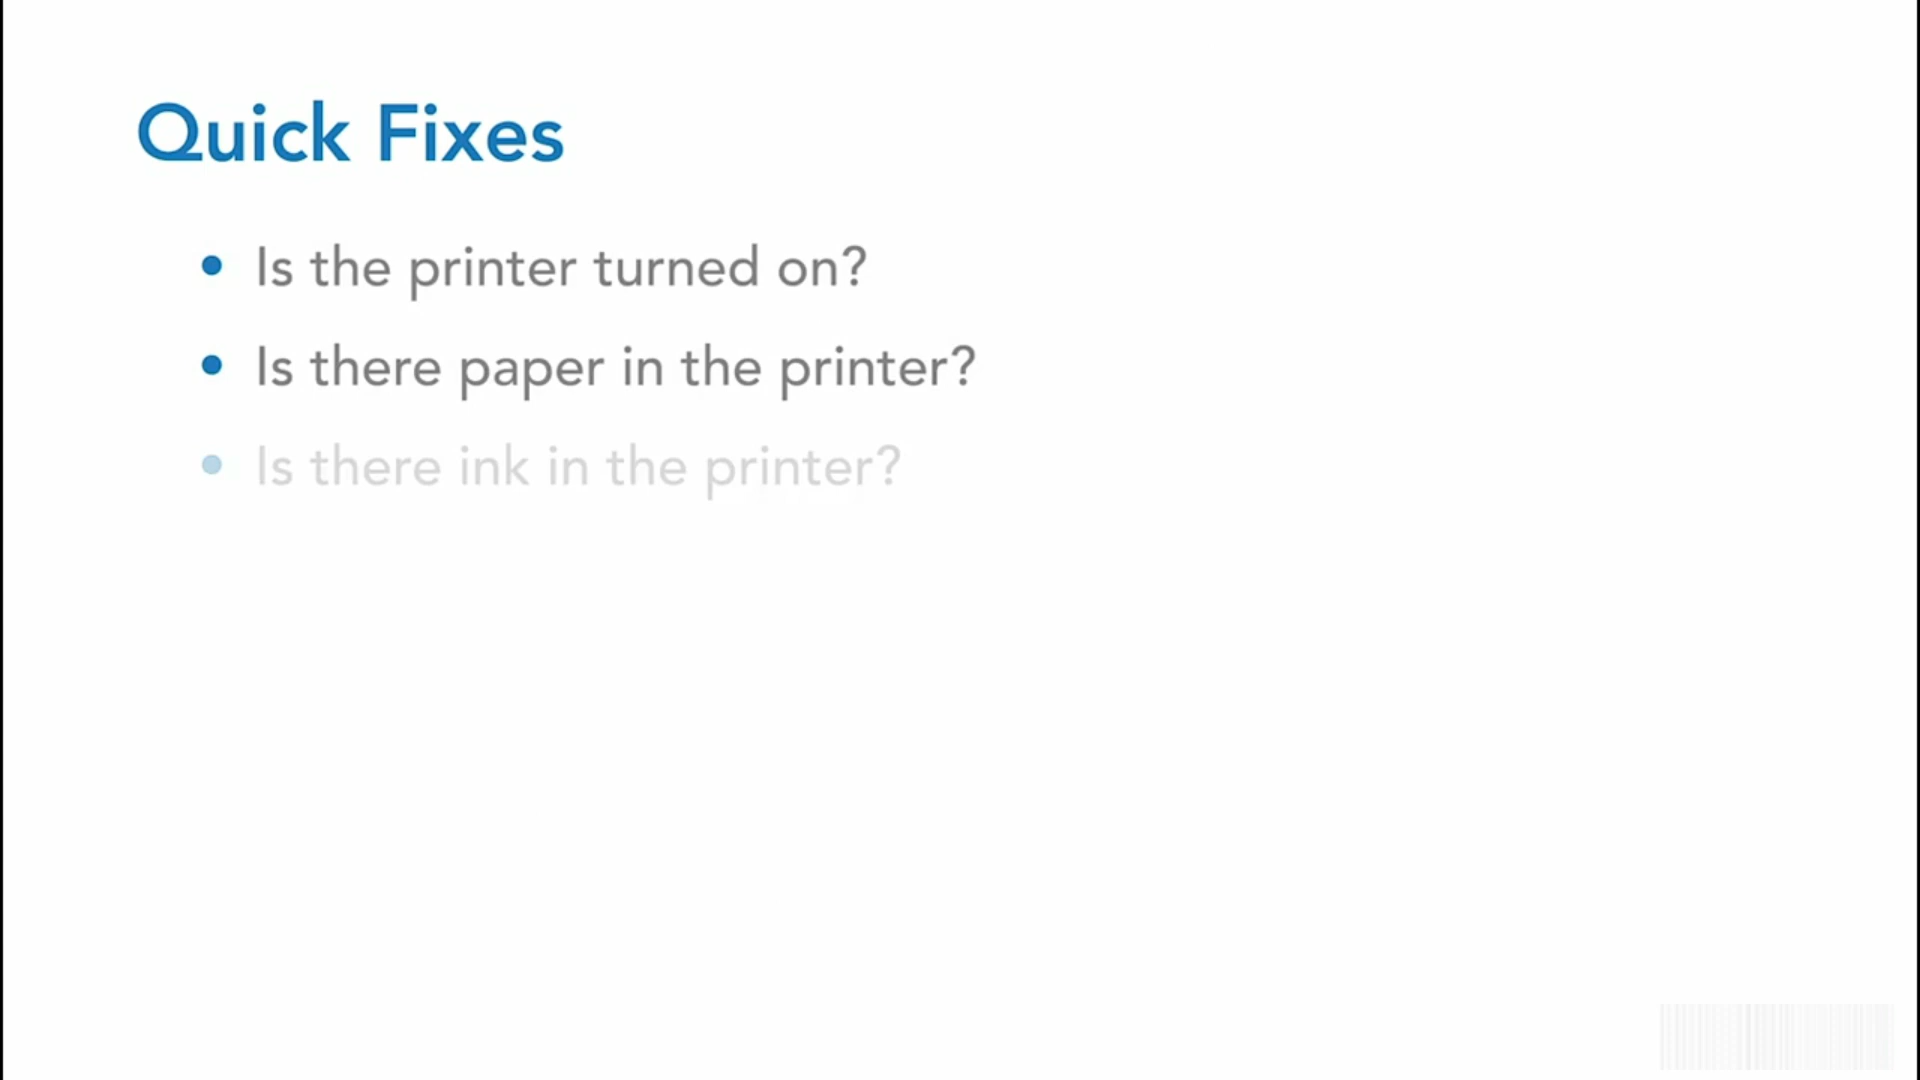 Quick Fixes
• Is the printer turned on?
• Is there paper in the printer?
• Is there ink in the printer?